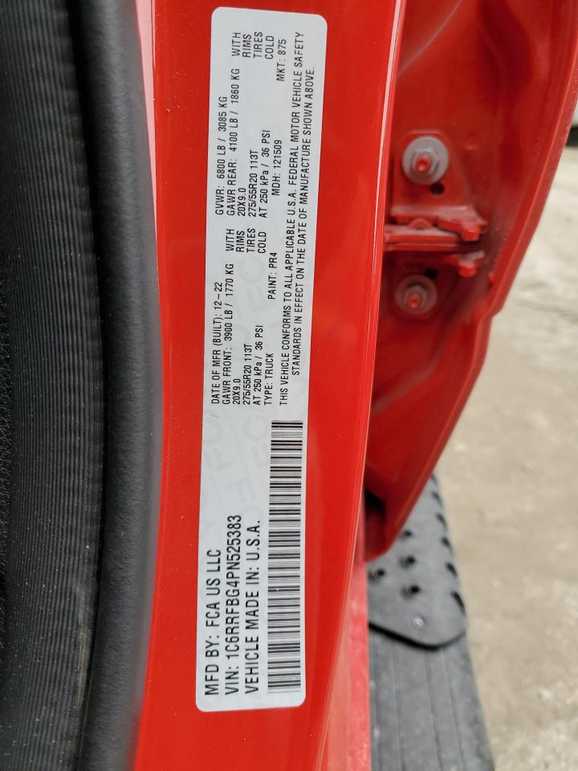 MFD BY: FCA US LLC
VIN: 1C6RRFBG4PN525383
VEHICLE MADE IN: U.S.A.
DATE OF MFR (BUILT): 12-22 GVWR: 6800 LB / 3085 KG
GAWR FRONT: 3900 LB / 1770 KG WITH GAWR REAR: 4100 LB / 1860 KG WITH
20X9.0 RIMS 20X9.0 RIMS
275/55R20 113T TIRES 275/55R20 113T TIRES
AT 250 kPa / 36 PSI COLD AT 250 kPa / 36 PSI COLD
TYPE: TRUCK PAINT: PR4 MDH: 121509 MKT: 875
THIS VEHICLE CONFORMS TO ALL APPLICABLE U.S.A. FEDERAL MOTOR VEHICLE SAFETY
STANDARDS IN EFFECT ON THE DATE OF MANUFACTURE SHOWN ABOVE.